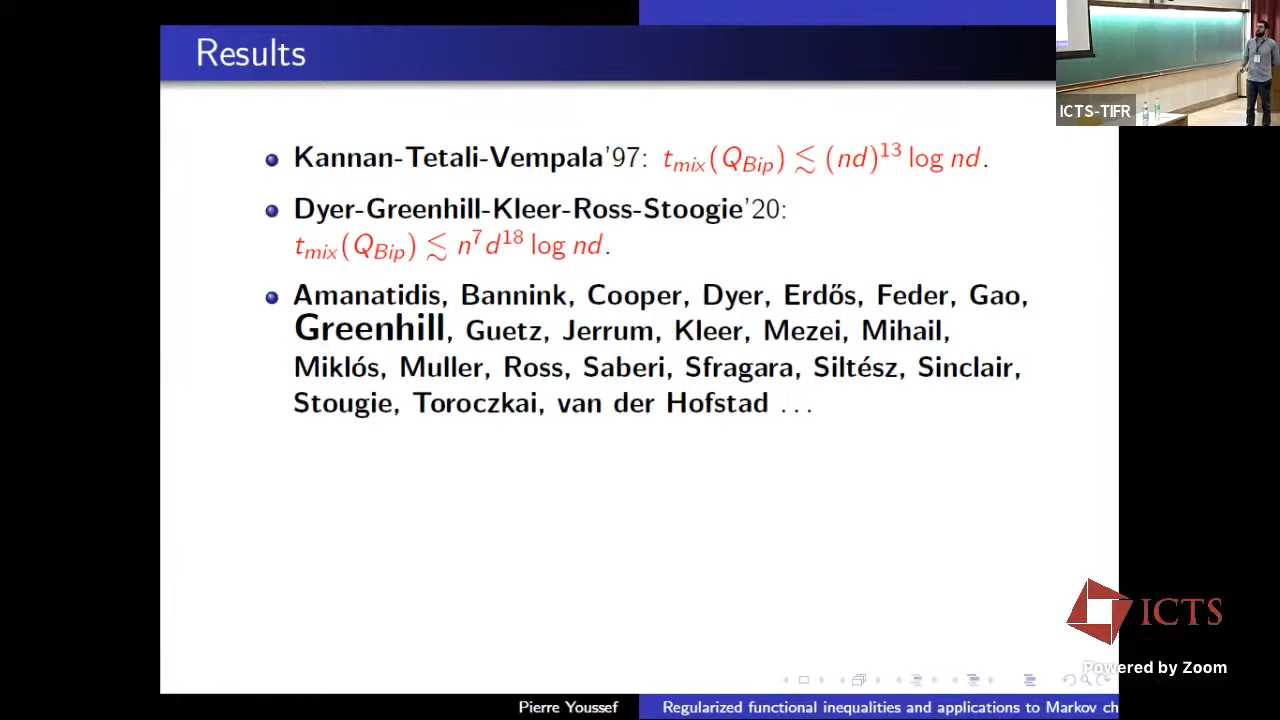 Results
ICTS-TIFR
Kannan-Tetali-Vempala'97: t_mix(Q_Bip) ≲ (nd)^13 log nd.
Dyer-Greenhill-Kleer-Ross-Stoogie'20:
t_mix(Q_Bip) ≲ n^7 d^18 log nd.
Amanatidis, Bannink, Cooper, Dyer, Erdős, Feder, Gao,
Greenhill, Guetz, Jerrum, Kleer, Mezei, Mihail,
Miklós, Muller, Ross, Saberi, Sfragara, Siltész, Sinclair,
Stougie, Toroczkai, van der Hofstad ...
ICTS
Powered by Zoom
Pierre Youssef
Regularized functional inequalities and applications to Markov ch